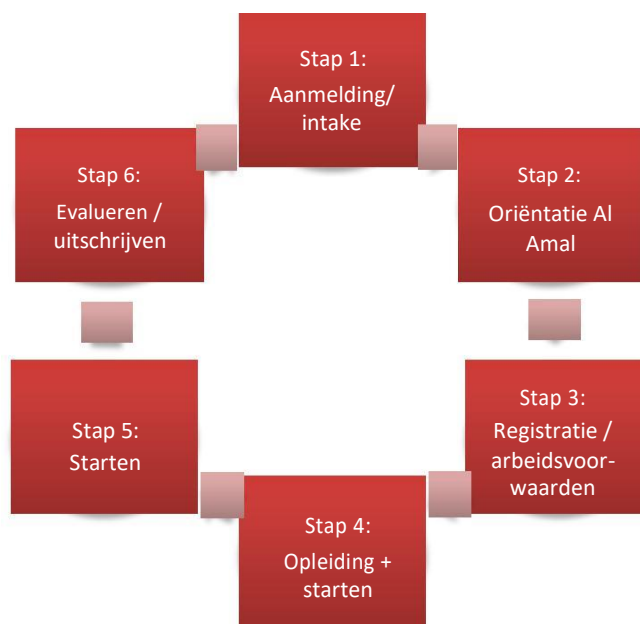 Stap 1:
Aanmelding/
intake
Stap 2:
Oriëntatie Al
Amal
Stap 3:
Registratie /
arbeidsvoor-
waarden
Stap 4:
Opleiding +
starten
Stap 5:
Starten
Stap 6:
Evalueren /
uitschrijven